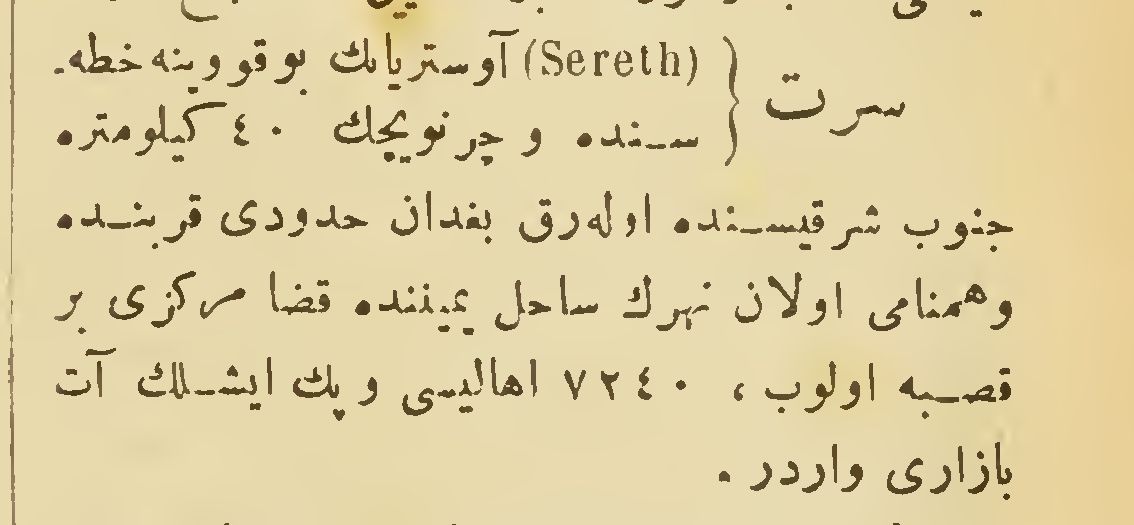 سرت } (Sereth) آوستریانك بوقووینه خطه‌-
سنده و چرنویچك ٤٠ كیلومتره
جنوب شرقیسنده اوله‌رق بغدان حدودی قربنده
وهمنامی اولان نهرك ساحل یمیننده قضا مركزی بر
قصبه اولوب ، ٧٢٤٠ اهالیسی و پك ایشلك آت
بازاری واردر .